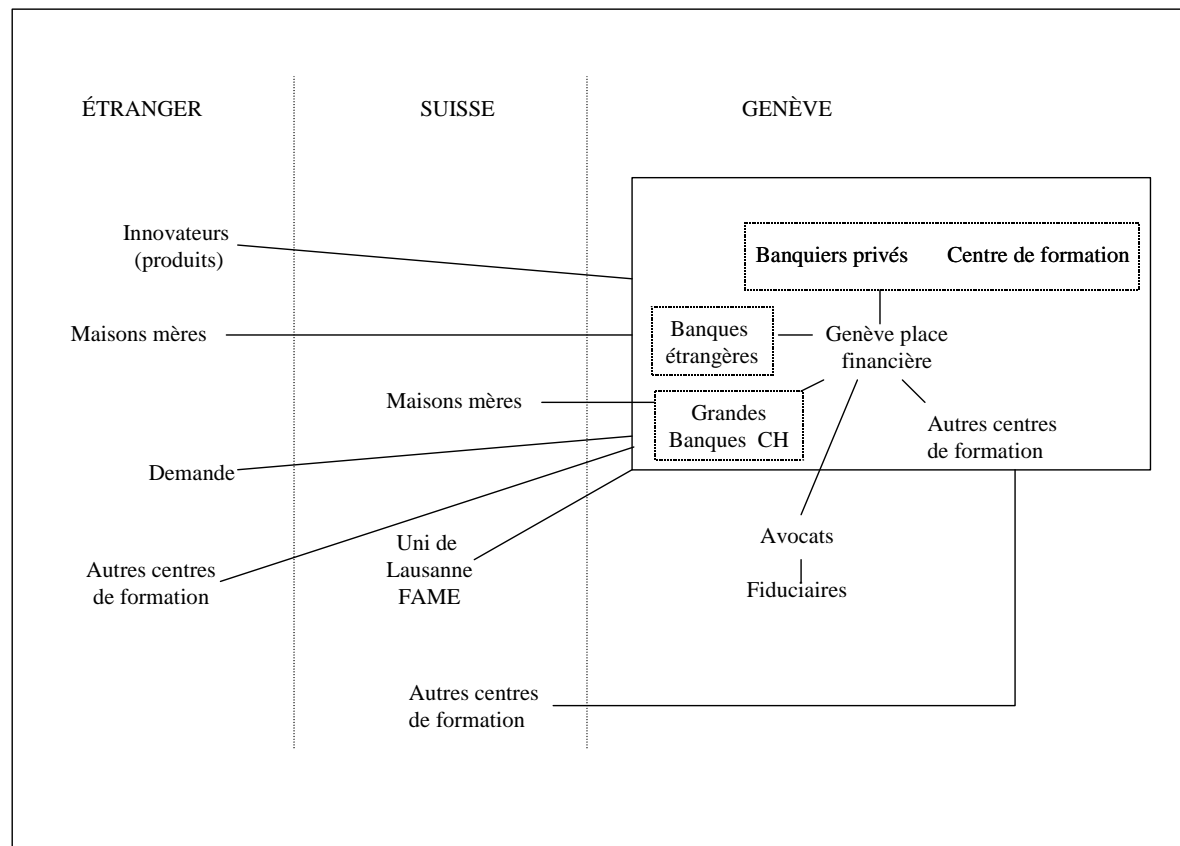 ÉTRANGER
SUISSE
GENÈVE
Innovateurs
(produits)
Banquiers privés
Centre de formation
Maisons mères
Banques
étrangères
Genève place
financière
Maisons mères
Grandes
Banques CH
Autres centres
de formation
Demande
Uni de
Lausanne
FAME
Avocats
Autres centres
de formation
Fiduciaires
Autres centres
de formation